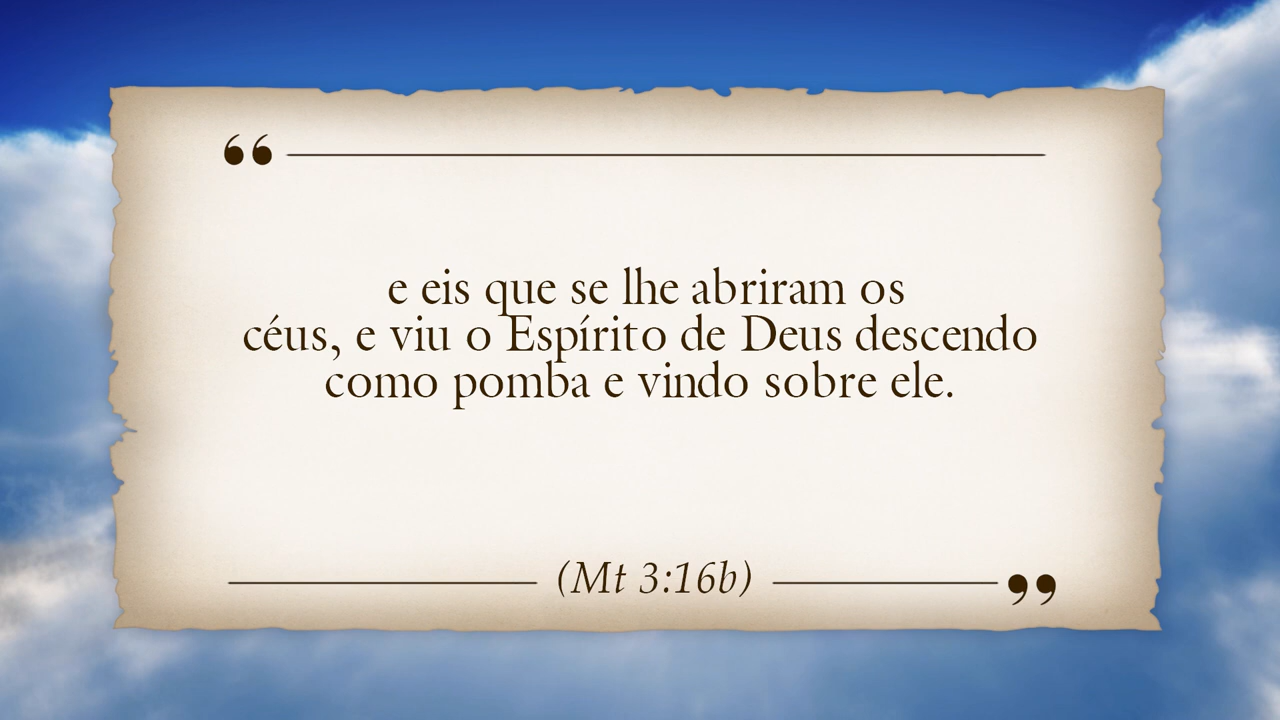 “
e eis que se lhe abriram os
céus, e viu o Espírito de Deus descendo
como pomba e vindo sobre ele.
(Mt 3:16b)
”